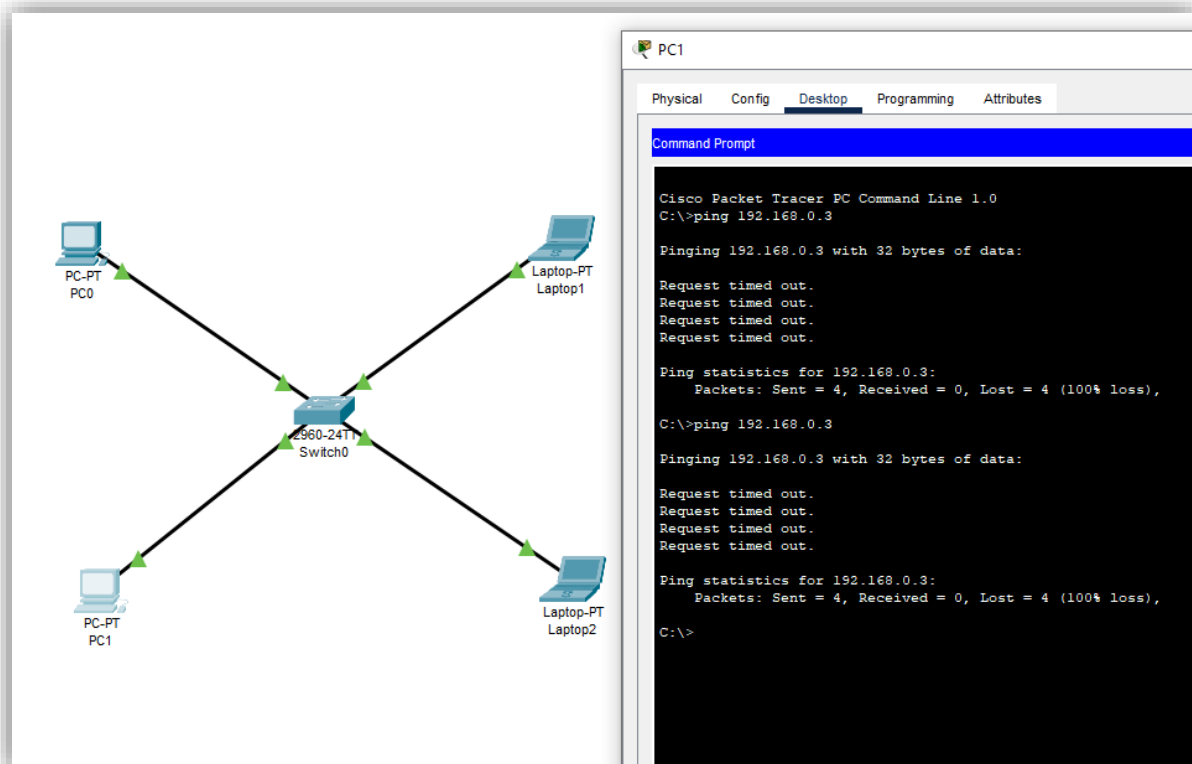 PC-PT
PC0
Laptop-PT
Laptop1
2960-24TT
Switch0
PC-PT
PC1
Laptop-PT
Laptop2
PC1
Physical Config Desktop Programming Attributes
Command Prompt
Cisco Packet Tracer PC Command Line 1.0
C:\>ping 192.168.0.3
Pinging 192.168.0.3 with 32 bytes of data:
Request timed out.
Request timed out.
Request timed out.
Request timed out.
Ping statistics for 192.168.0.3:
Packets: Sent = 4, Received = 0, Lost = 4 (100% loss),
C:\>ping 192.168.0.3
Pinging 192.168.0.3 with 32 bytes of data:
Request timed out.
Request timed out.
Request timed out.
Request timed out.
Ping statistics for 192.168.0.3:
Packets: Sent = 4, Received = 0, Lost = 4 (100% loss),
C:\>